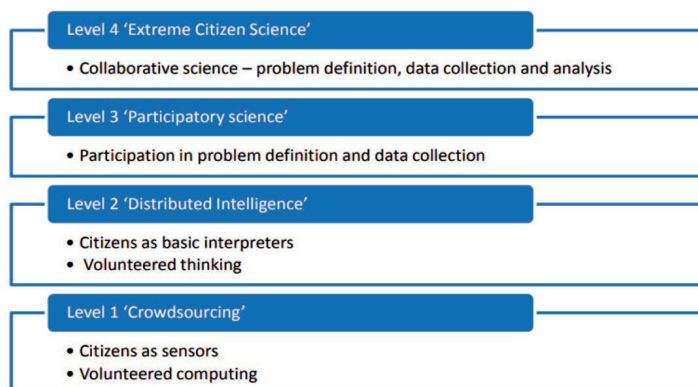 Level 4 ‘Extreme Citizen Science’
• Collaborative science – problem definition, data collection and analysis
Level 3 ‘Participatory science’
• Participation in problem definition and data collection
Level 2 ‘Distributed Intelligence’
• Citizens as basic interpreters
• Volunteered thinking
Level 1 ‘Crowdsourcing’
• Citizens as sensors
• Volunteered computing